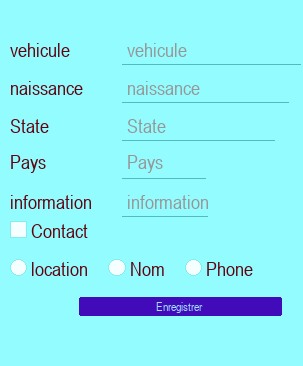 vehicule vehicule
naissance naissance
State State
Pays Pays
information information
Contact
location Nom Phone
Enregistrer